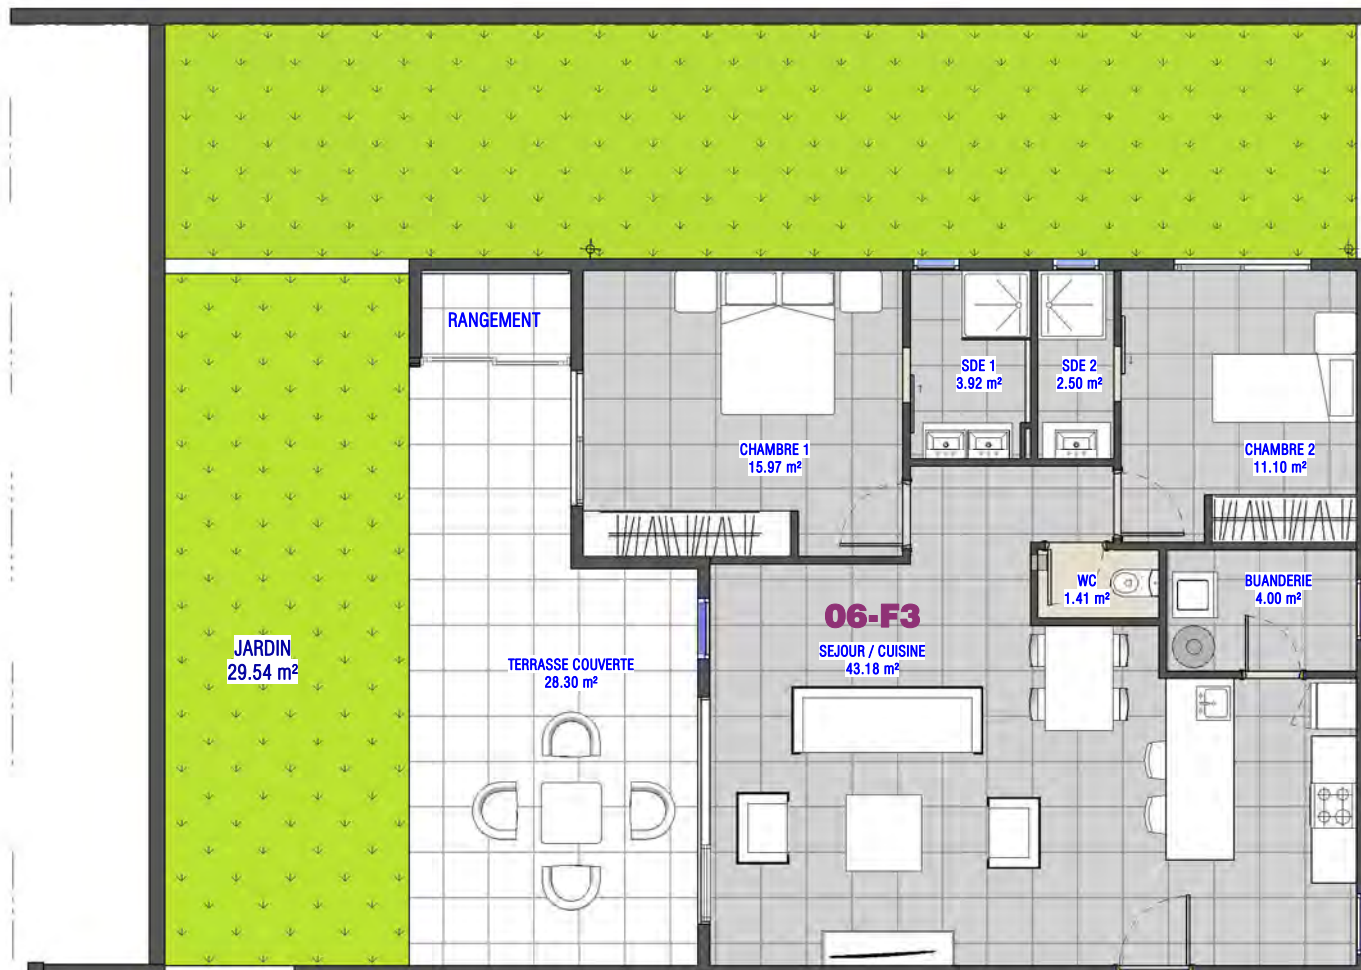 RANGEMENT
SDE 1
3.92 m²
SDE 2
2.50 m²
CHAMBRE 1
15.97 m²
CHAMBRE 2
11.10 m²
WC
1.41 m²
BUANDERIE
4.00 m²
06-F3
SEJOUR / CUISINE
43.18 m²
JARDIN
29.54 m²
TERRASSE COUVERTE
28.30 m²